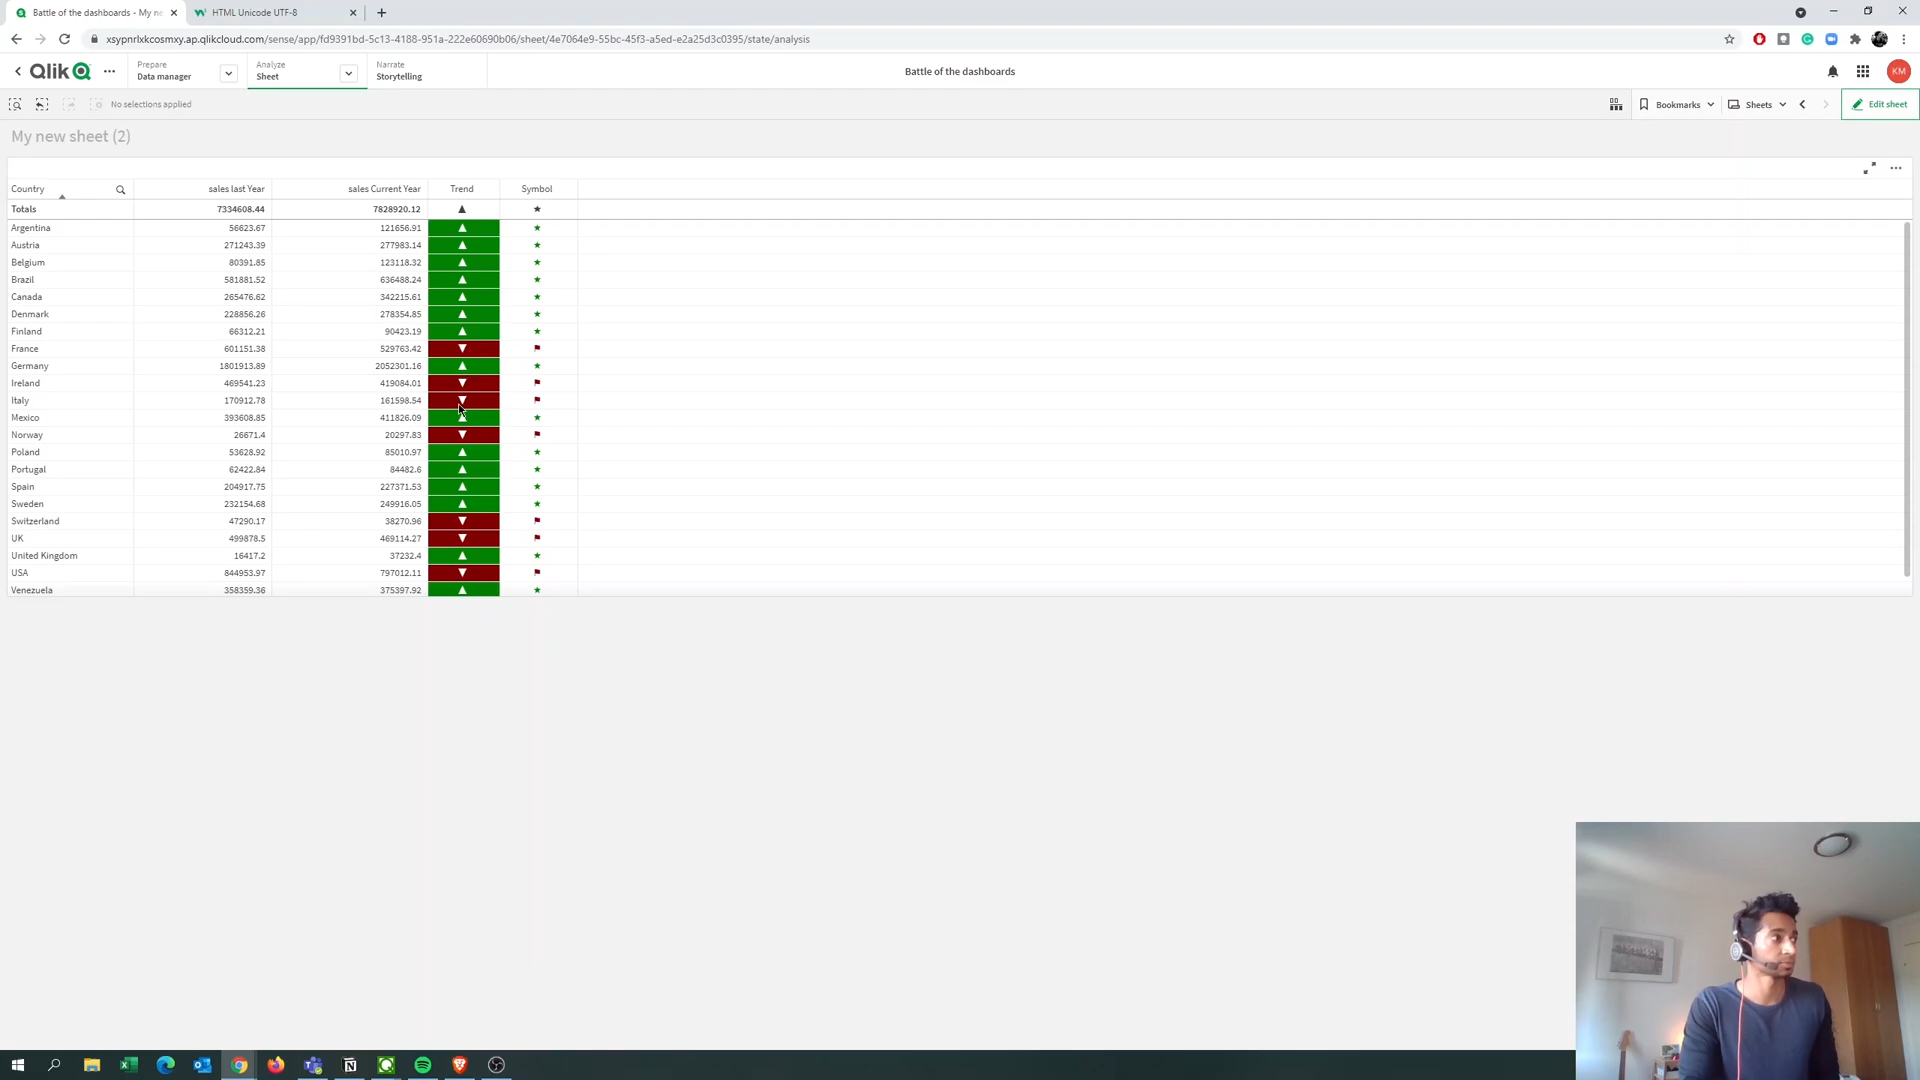 Battle of the dashboards - My ne
HTML Unicode UTF-8
xsypnrlxkcosmxy.ap.qlikcloud.com/sense/app/fd9391bd-5c13-4188-951a-222e60690b06/sheet/4e7064e9-55bc-45f3-a5ed-e2a25d3c0395/state/analysis
Qlik
Prepare
Data manager
Analyze
Sheet
Narrate
Storytelling
Battle of the dashboards
KM
No selections applied
Bookmarks
Sheets
Edit sheet
My new sheet (2)
Country sales last Year sales Current Year Trend Symbol
Totals 7334608.44 7828920.12 ▲ ★
Argentina 56623.67 121656.91 ▲ ★
Austria 271243.39 277983.14 ▲ ★
Belgium 80391.85 123118.32 ▲ ★
Brazil 581881.52 636488.24 ▲ ★
Canada 265476.62 342215.61 ▲ ★
Denmark 228856.26 278354.85 ▲ ★
Finland 66312.21 90423.19 ▲ ★
France 601151.38 529763.42 ▼ ⚑
Germany 1801913.89 2052301.16 ▲ ★
Ireland 469541.23 419084.01 ▼ ⚑
Italy 170912.78 161598.54 ▼ ⚑
Mexico 393608.85 411826.09 ▲ ★
Norway 26671.4 20297.83 ▼ ⚑
Poland 53628.92 85010.97 ▲ ★
Portugal 62422.84 84482.6 ▲ ★
Spain 204917.75 227371.53 ▲ ★
Sweden 232154.68 249916.05 ▲ ★
Switzerland 47290.17 38270.96 ▼ ⚑
UK 499878.5 469114.27 ▼ ⚑
United Kingdom 16417.2 37232.4 ▲ ★
USA 844953.97 797012.11 ▼ ⚑
Venezuela 358359.36 375397.92 ▲ ★